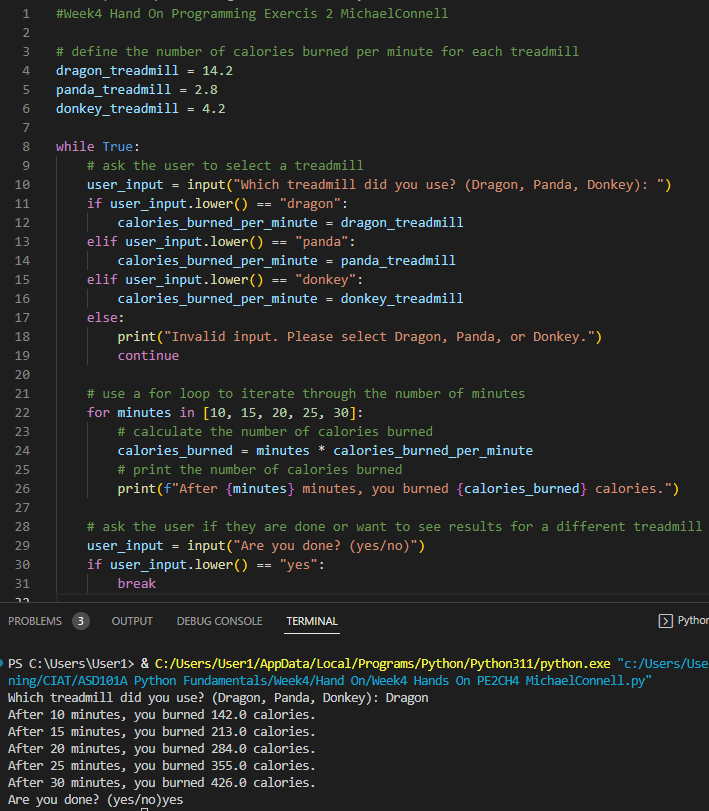 1 #Week4 Hand On Programming Exercis 2 MichaelConnell
2
3 # define the number of calories burned per minute for each treadmill
4 dragon_treadmill = 14.2
5 panda_treadmill = 2.8
6 donkey_treadmill = 4.2
7
8 while True:
9 # ask the user to select a treadmill
10 user_input = input("Which treadmill did you use? (Dragon, Panda, Donkey): ")
11 if user_input.lower() == "dragon":
12 calories_burned_per_minute = dragon_treadmill
13 elif user_input.lower() == "panda":
14 calories_burned_per_minute = panda_treadmill
15 elif user_input.lower() == "donkey":
16 calories_burned_per_minute = donkey_treadmill
17 else:
18 print("Invalid input. Please select Dragon, Panda, or Donkey.")
19 continue
20
21 # use a for loop to iterate through the number of minutes
22 for minutes in [10, 15, 20, 25, 30]:
23 # calculate the number of calories burned
24 calories_burned = minutes * calories_burned_per_minute
25 # print the number of calories burned
26 print(f"After {minutes} minutes, you burned {calories_burned} calories.")
27
28 # ask the user if they are done or want to see results for a different treadmill
29 user_input = input("Are you done? (yes/no)")
30 if user_input.lower() == "yes":
31 break
PROBLEMS 3 OUTPUT DEBUG CONSOLE TERMINAL Python
PS C:\Users\User1> & C:/Users/User1/AppData/Local/Programs/Python/Python311/python.exe "c:/Users/Use
ning/CIAT/ASD101A Python Fundamentals/Week4/Hand On/Week4 Hands On PE2CH4 MichaelConnell.py"
Which treadmill did you use? (Dragon, Panda, Donkey): Dragon
After 10 minutes, you burned 142.0 calories.
After 15 minutes, you burned 213.0 calories.
After 20 minutes, you burned 284.0 calories.
After 25 minutes, you burned 355.0 calories.
After 30 minutes, you burned 426.0 calories.
Are you done? (yes/no)yes